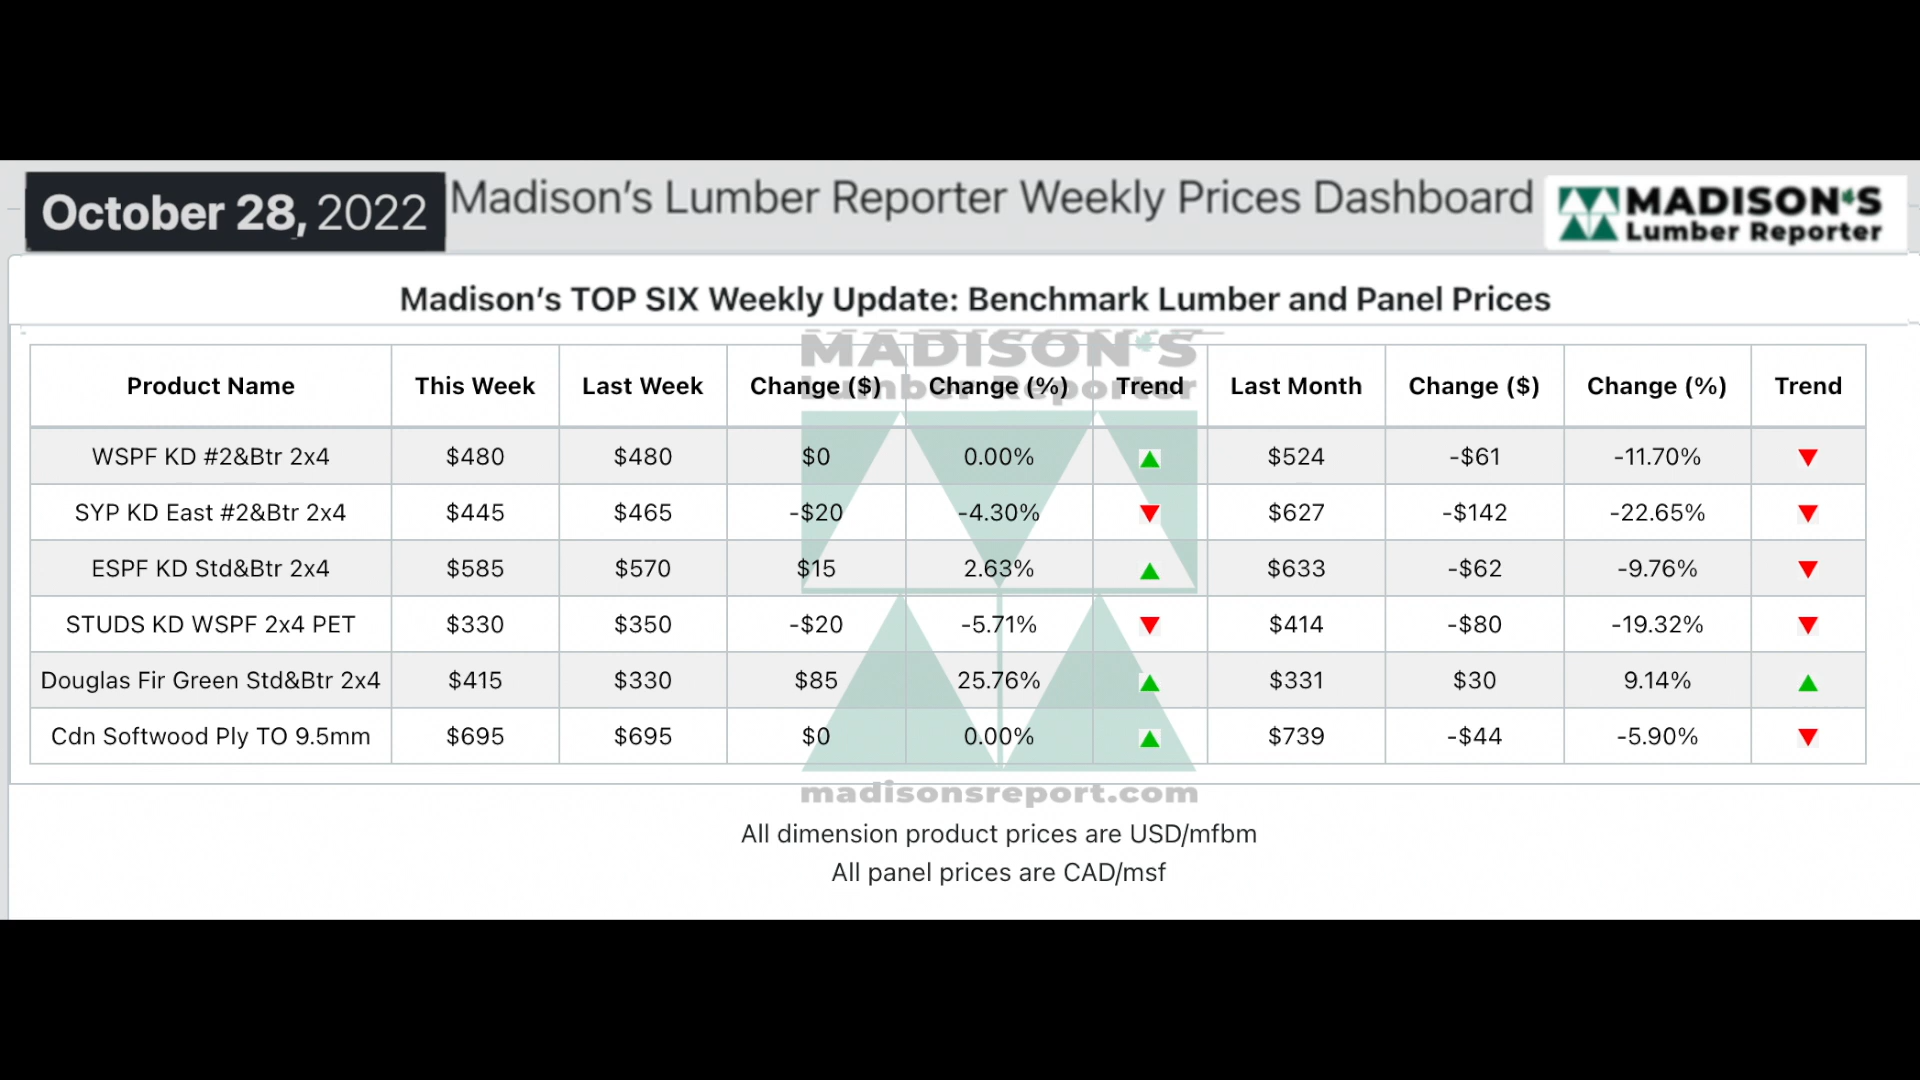 October 28, 2022
Madison's Lumber Reporter Weekly Prices Dashboard
MADISON'S
Lumber Reporter
Madison's TOP SIX Weekly Update: Benchmark Lumber and Panel Prices
MADISON'S
Lumber Reporter
Product Name This Week Last Week Change ($) Change (%) Trend Last Month Change ($) Change (%) Trend
WSPF KD #2&Btr 2x4 $480 $480 $0 0.00% ▲ $524 -$61 -11.70% ▼
SYP KD East #2&Btr 2x4 $445 $465 -$20 -4.30% ▼ $627 -$142 -22.65% ▼
ESPF KD Std&Btr 2x4 $585 $570 $15 2.63% ▲ $633 -$62 -9.76% ▼
STUDS KD WSPF 2x4 PET $330 $350 -$20 -5.71% ▼ $414 -$80 -19.32% ▼
Douglas Fir Green Std&Btr 2x4 $415 $330 $85 25.76% ▲ $331 $30 9.14% ▲
Cdn Softwood Ply TO 9.5mm $695 $695 $0 0.00% ▲ $739 -$44 -5.90% ▼
madisonsreport.com
All dimension product prices are USD/mfbm
All panel prices are CAD/msf